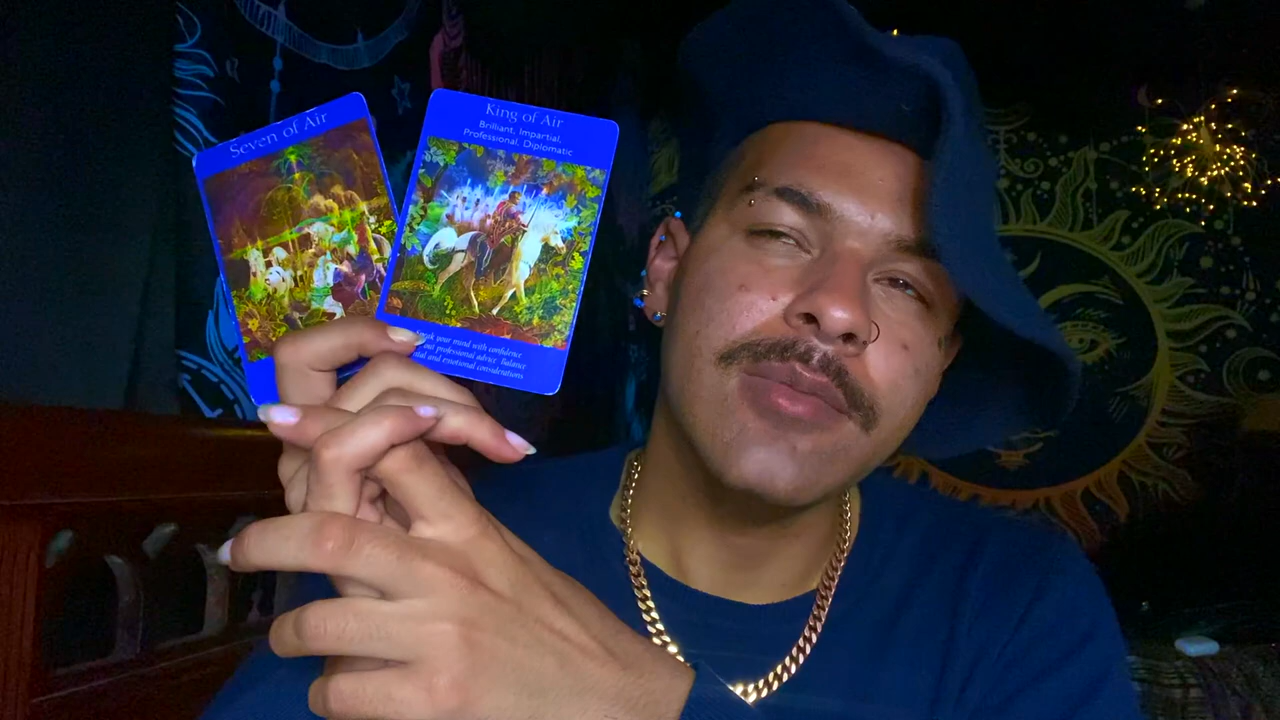 Seven of Air
King of Air
Brilliant, Impartial,
Professional, Diplomatic
your mind with confidence
out professional advice Balance
and emotional considerations